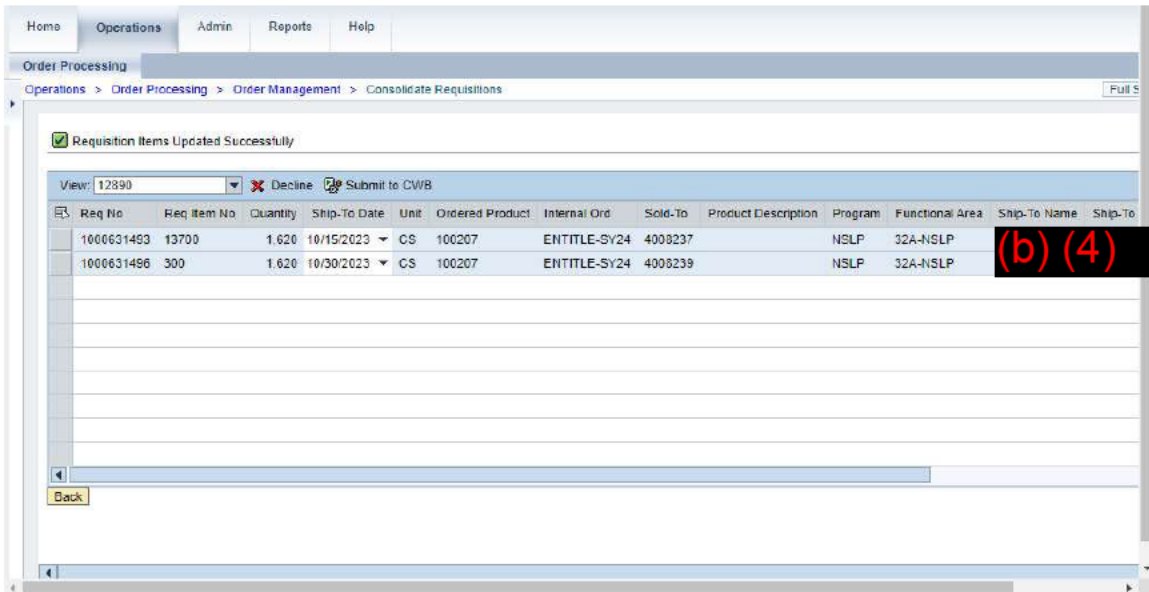 Home Operations Admin Reports Help
Order Processing
Operations > Order Processing > Order Management > Consolidate Requisitions Full S
Requisition Items Updated Successfully
View: 12890 Decline Submit to CWB
Req No Req Item No Quantity Ship-To Date Unit Ordered Product Internal Ord Sold-To Product Description Program Functional Area Ship-To Name Ship-To
1000631493 13700 1.620 10/15/2023 CS 100207 ENTITLE-SY24 4008237 NSLP 32A-NSLP
1000631496 300 1.620 10/30/2023 CS 100207 ENTITLE-SY24 4008239 NSLP 32A-NSLP
(b) (4)
Back